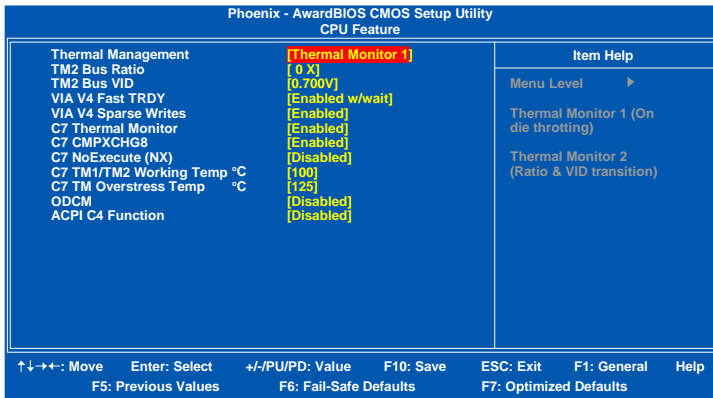 Phoenix - AwardBIOS CMOS Setup Utility
CPU Feature
Thermal Management [Thermal Monitor 1]
TM2 Bus Ratio [ 0 X]
TM2 Bus VID [0.700V]
VIA V4 Fast TRDY [Enabled w/wait]
VIA V4 Sparse Writes [Enabled]
C7 Thermal Monitor [Enabled]
C7 CMPXCHG8 [Enabled]
C7 NoExecute (NX) [Disabled]
C7 TM1/TM2 Working Temp °C [100]
C7 TM Overstress Temp °C [125]
ODCM [Disabled]
ACPI C4 Function [Disabled]
Item Help
Menu Level
Thermal Monitor 1 (On
die throtting)
Thermal Monitor 2
(Ratio & VID transition)
↑↓→←: Move Enter: Select +/-/PU/PD: Value F10: Save ESC: Exit F1: General Help
F5: Previous Values F6: Fail-Safe Defaults F7: Optimized Defaults